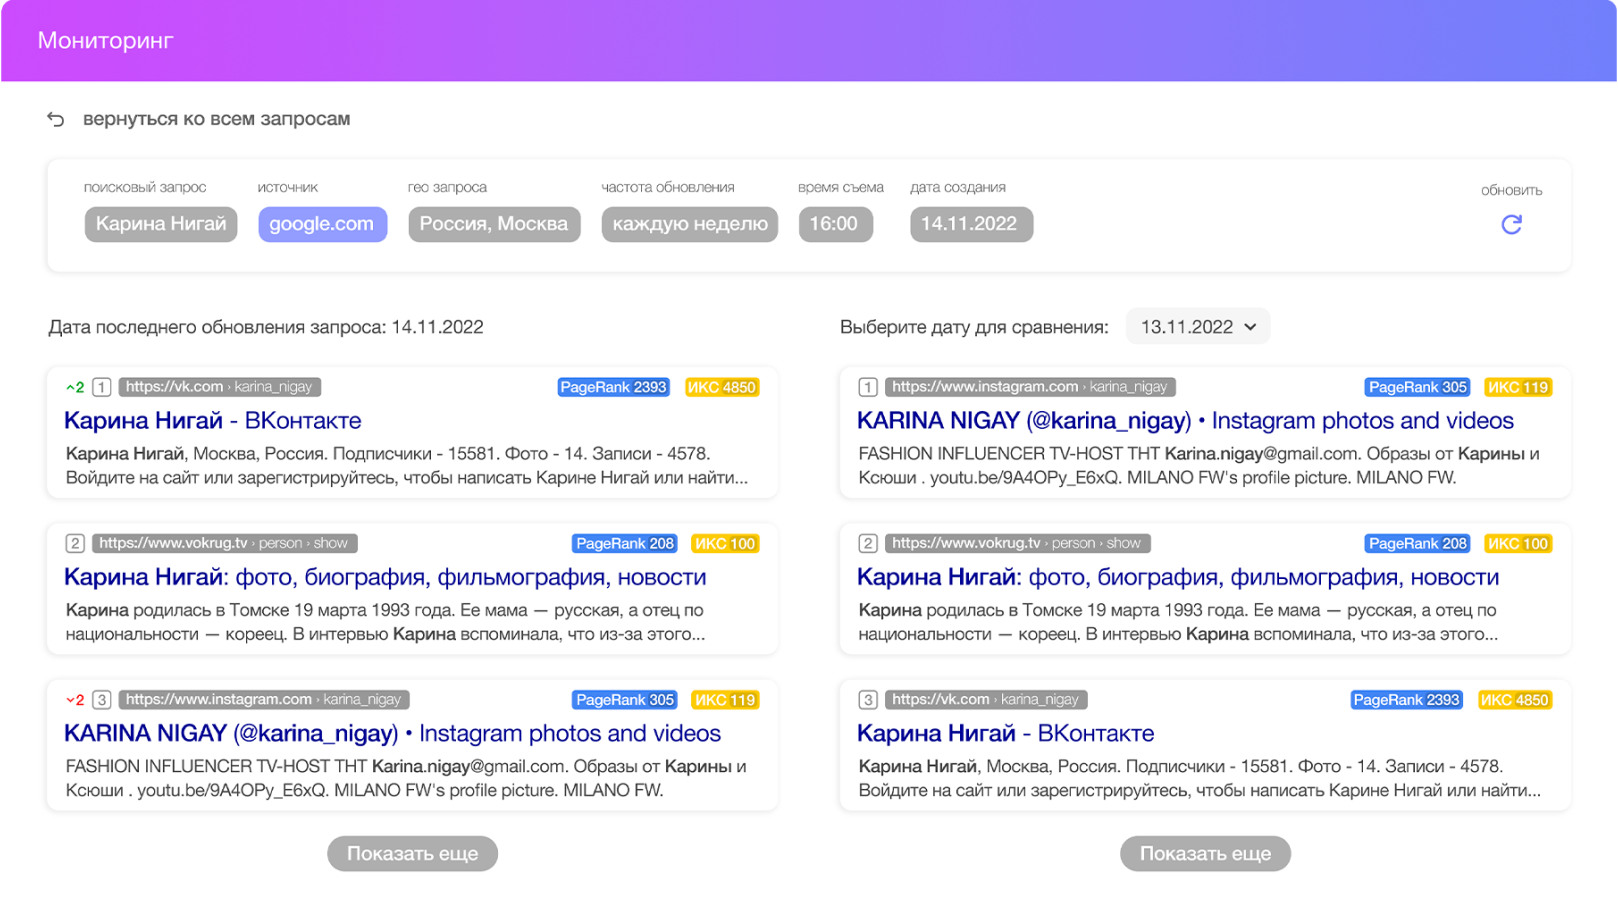 Мониторинг
вернуться ко всем запросам
поисковый запрос источник гео запроса частота обновления время съема дата создания обновить
Карина Нигай google.com Россия, Москва каждую неделю 16:00 14.11.2022
Дата последнего обновления запроса: 14.11.2022
2 1 https://vk.com › karina_nigay PageRank 2393 ИКС 4850
Карина Нигай - ВКонтакте
Карина Нигай, Москва, Россия. Подписчики - 15581. Фото - 14. Записи - 4578.
Войдите на сайт или зарегистрируйтесь, чтобы написать Карине Нигай или найти...
2 https://www.vokrug.tv › person › show PageRank 208 ИКС 100
Карина Нигай: фото, биография, фильмография, новости
Карина родилась в Томске 19 марта 1993 года. Ее мама — русская, а отец по
национальности — кореец. В интервью Карина вспоминала, что из-за этого...
2 3 https://www.instagram.com › karina_nigay PageRank 305 ИКС 119
KARINA NIGAY (@karina_nigay) • Instagram photos and videos
FASHION INFLUENCER TV-HOST ТНТ Karina.nigay@gmail.com. Образы от Карины и
Ксюши . youtu.be/9A4OPy_E6xQ. MILANO FW's profile picture. MILANO FW.
Показать еще
Выберите дату для сравнения: 13.11.2022
1 https://www.instagram.com › karina_nigay PageRank 305 ИКС 119
KARINA NIGAY (@karina_nigay) • Instagram photos and videos
FASHION INFLUENCER TV-HOST ТНТ Karina.nigay@gmail.com. Образы от Карины и
Ксюши . youtu.be/9A4OPy_E6xQ. MILANO FW's profile picture. MILANO FW.
2 https://www.vokrug.tv › person › show PageRank 208 ИКС 100
Карина Нигай: фото, биография, фильмография, новости
Карина родилась в Томске 19 марта 1993 года. Ее мама — русская, а отец по
национальности — кореец. В интервью Карина вспоминала, что из-за этого...
3 https://vk.com › karina_nigay PageRank 2393 ИКС 4850
Карина Нигай - ВКонтакте
Карина Нигай, Москва, Россия. Подписчики - 15581. Фото - 14. Записи - 4578.
Войдите на сайт или зарегистрируйтесь, чтобы написать Карине Нигай или найти...
Показать еще